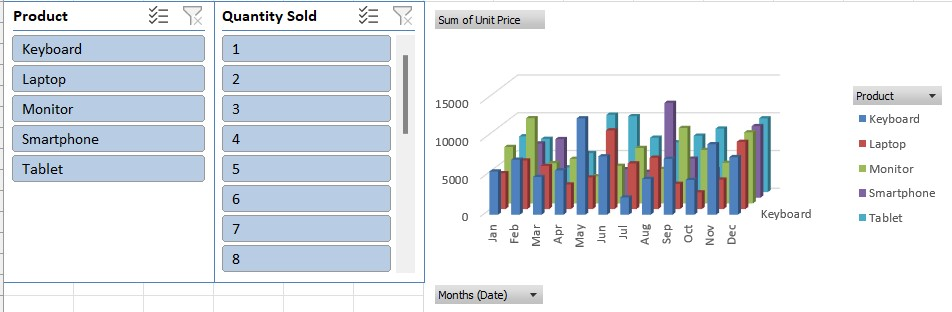 Product
Keyboard
Laptop
Monitor
Smartphone
Tablet
Quantity Sold
1
2
3
4
5
6
7
8
Sum of Unit Price
15000
10000
5000
0
Jan
Feb
Mar
Apr
May
Jun
Jul
Aug
Sep
Oct
Nov
Dec
Keyboard
Product
Keyboard
Laptop
Monitor
Smartphone
Tablet
Months (Date)